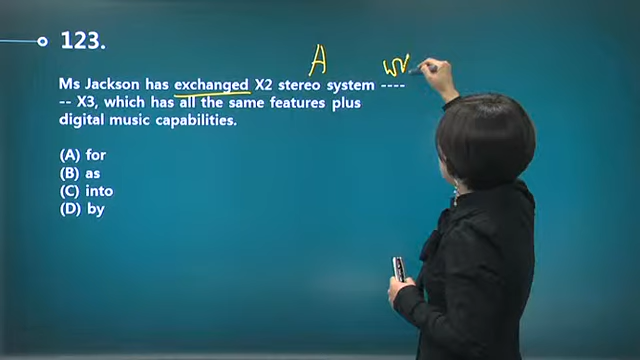 123.
A
Ms Jackson has exchanged X2 stereo system ----
-- X3, which has all the same features plus
digital music capabilities.
(A) for
(B) as
(C) into
(D) by